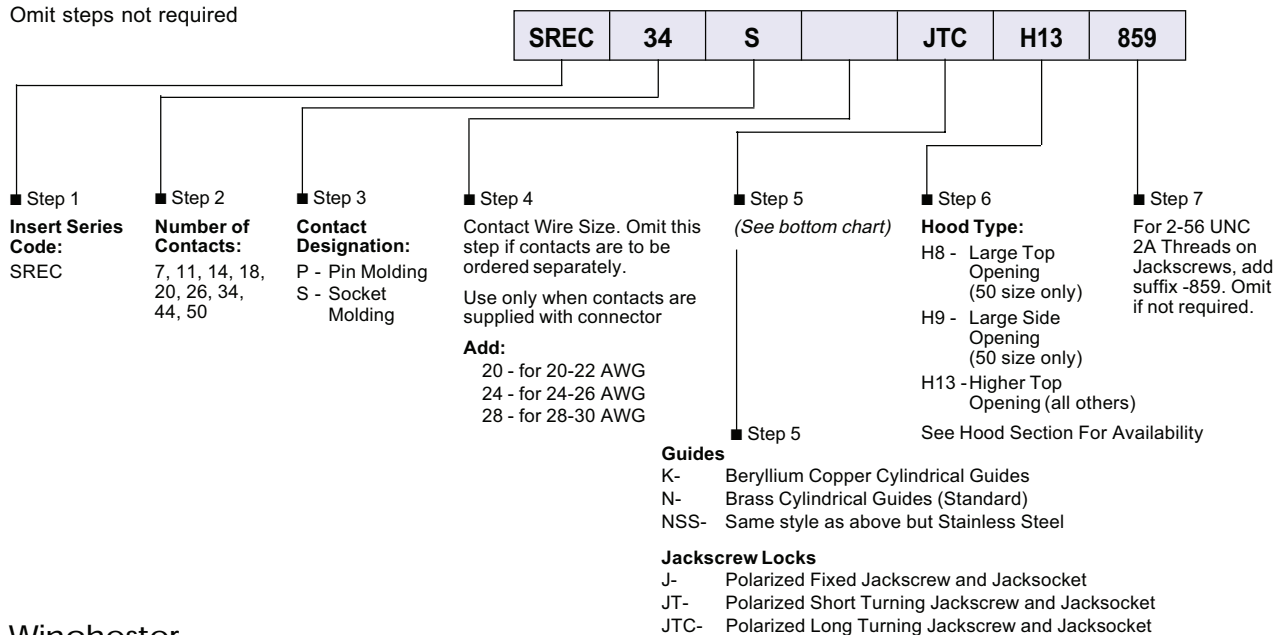 Omit steps not required
SREC 34 S JTC H13 859
■ Step 1
Insert Series
Code:
SREC
■ Step 2
Number of
Contacts:
7, 11, 14, 18,
20, 26, 34,
44, 50
■ Step 3
Contact
Designation:
P - Pin Molding
S - Socket
Molding
■ Step 4
Contact Wire Size. Omit this
step if contacts are to be
ordered separately.
Use only when contacts are
supplied with connector
Add:
20 - for 20-22 AWG
24 - for 24-26 AWG
28 - for 28-30 AWG
■ Step 5
(See bottom chart)
■ Step 6
Hood Type:
H8 - Large Top
Opening
(50 size only)
H9 - Large Side
Opening
(50 size only)
H13 -Higher Top
Opening (all others)
See Hood Section For Availability
■ Step 7
For 2-56 UNC
2A Threads on
Jackscrews, add
suffix -859. Omit
if not required.
■ Step 5
Guides
K- Beryllium Copper Cylindrical Guides
N- Brass Cylindrical Guides (Standard)
NSS- Same style as above but Stainless Steel
Jackscrew Locks
J- Polarized Fixed Jackscrew and Jacksocket
JT- Polarized Short Turning Jackscrew and Jacksocket
JTC- Polarized Long Turning Jackscrew and Jacksocket
Winchester